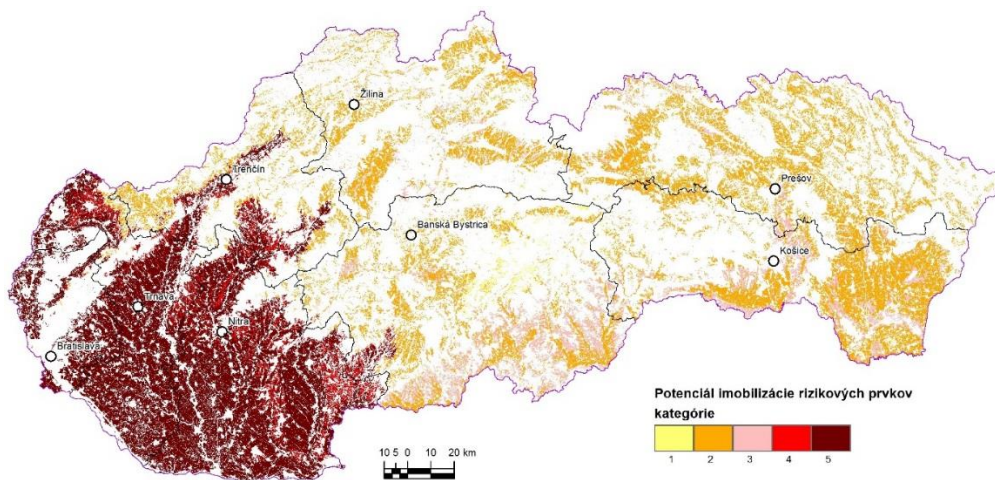 Žilina
Trenčín
Prešov
Banská Bystrica
Košice
Trnava
Nitra
Bratislava
Potenciál imobilizácie rizikových prvkov
kategórie
1 2 3 4 5
10 5 0 10 20 km